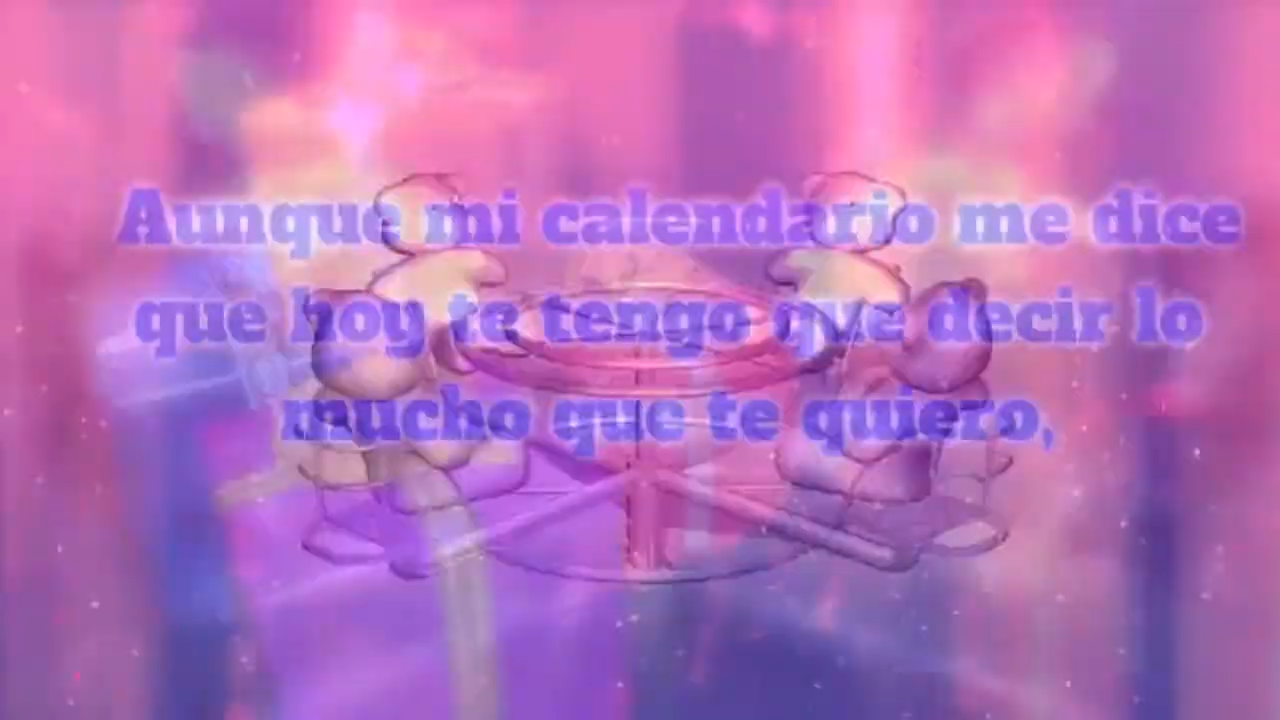 Aunque mi calendario me dice
que hoy te tengo que decir lo
mucho que te quiero,